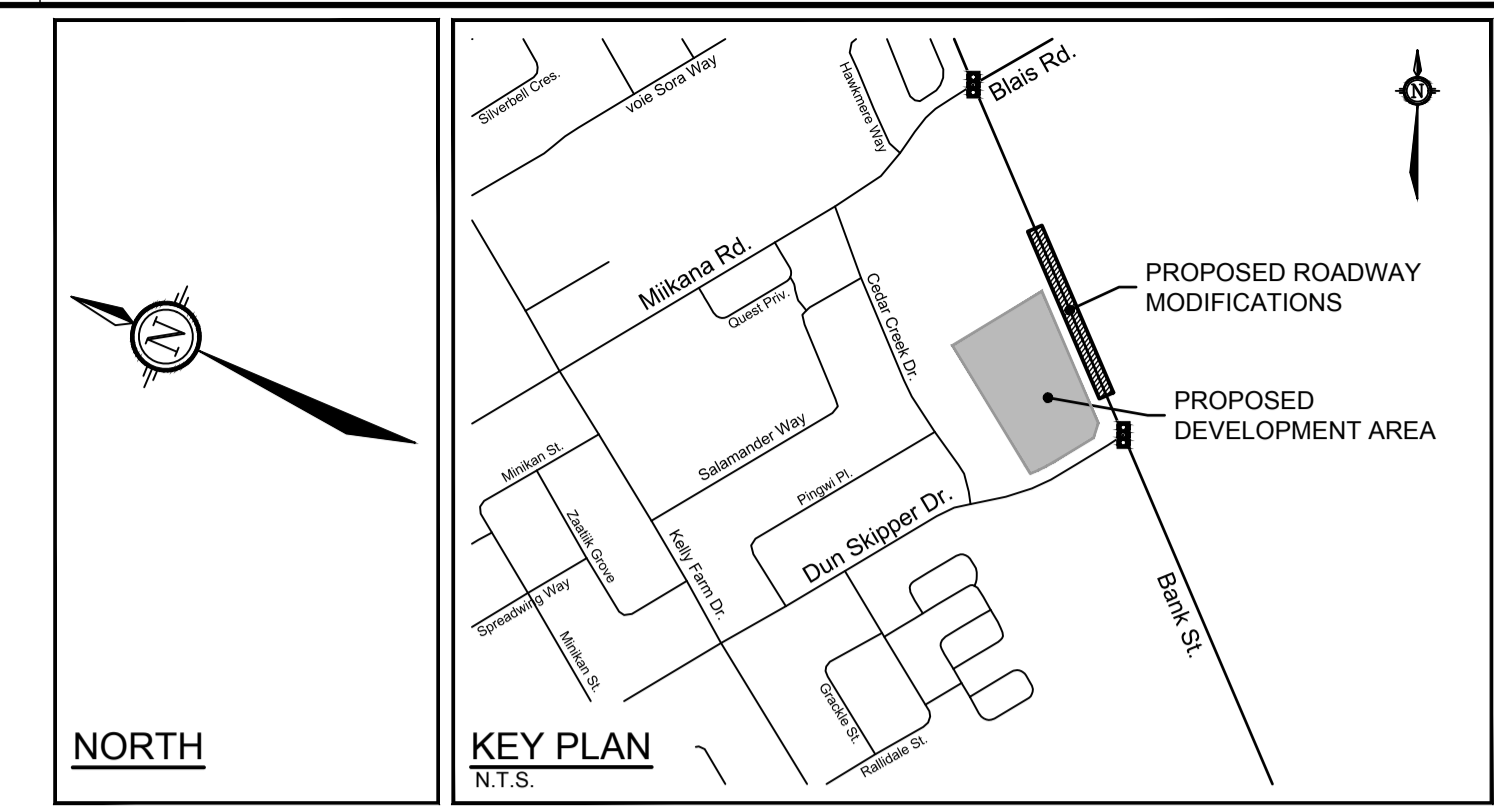 N
NORTH
Silverbell Cres.
voie Sora Way
Hawkmere Way
Blais Rd.
N
Miikana Rd.
Quest Priv.
Cedar Creek Dr.
PROPOSED ROADWAY
MODIFICATIONS
PROPOSED
DEVELOPMENT AREA
Salamander Way
Minikan St.
Pingwi Pl.
Zaatiik Grove
Kelly Farm Dr.
Dun Skipper Dr.
Spreadwing Way
Minikan St.
Bank St.
Grackle St.
Rallidale St.
KEY PLAN
N.T.S.